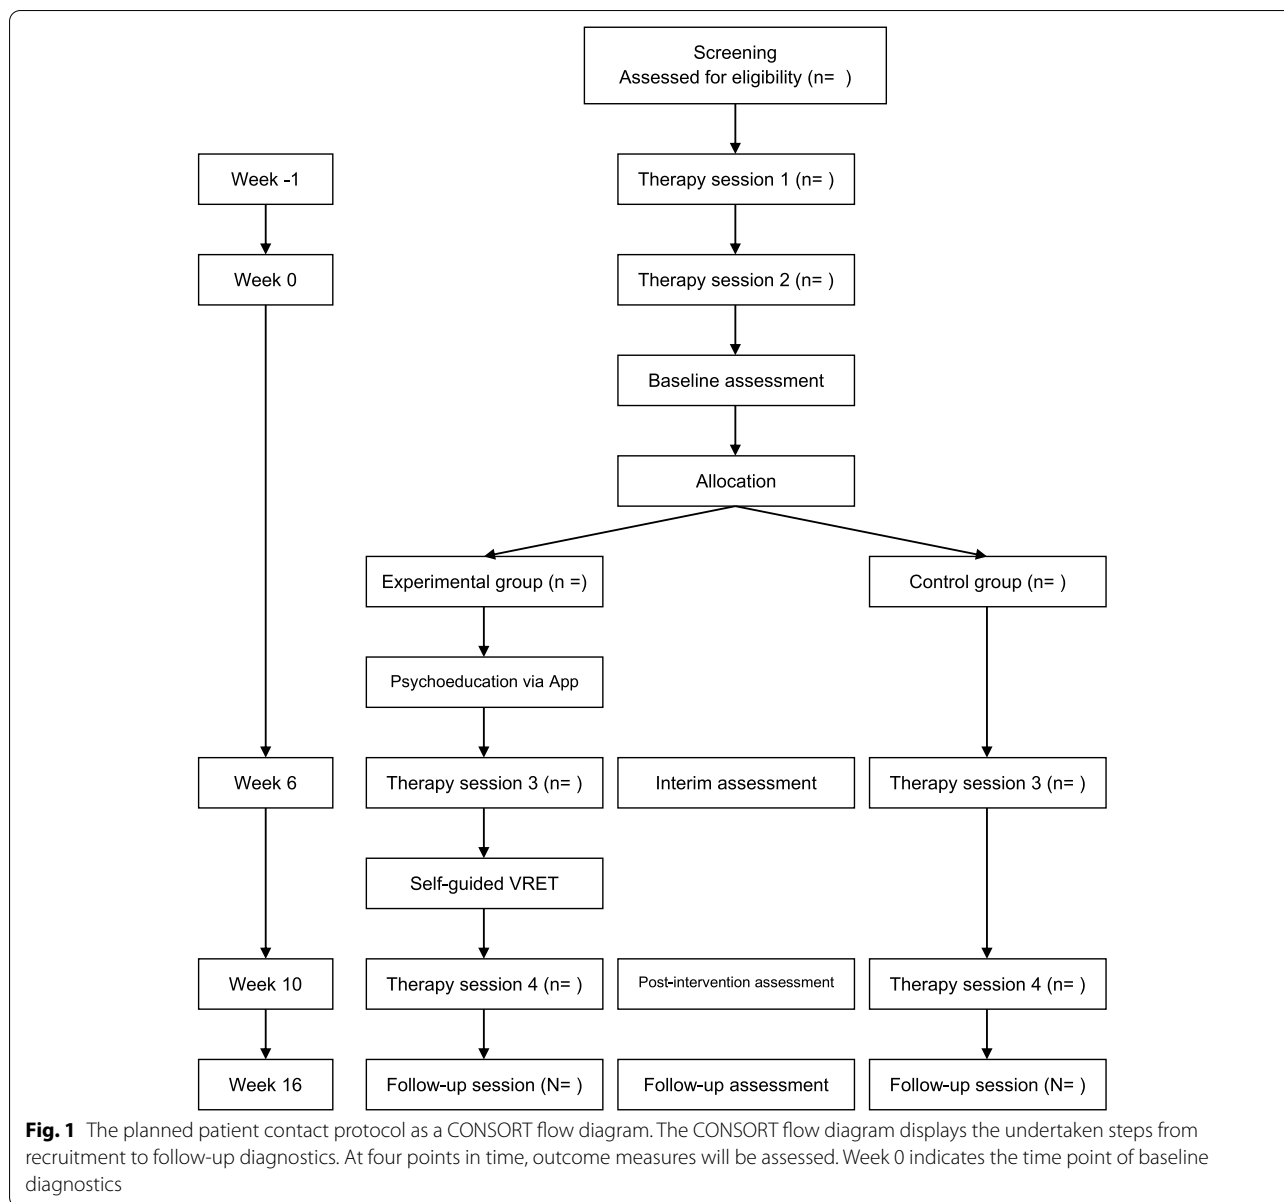 Screening
Assessed for eligibility (n=  )
Week -1
Therapy session 1 (n= )
Week 0
Therapy session 2 (n= )
Baseline assessment
Allocation
Experimental group (n =)
Control group (n= )
Psychoeducation via App
Week 6
Therapy session 3 (n= )
Interim assessment
Therapy session 3 (n= )
Self-guided VRET
Week 10
Therapy session 4 (n= )
Post-intervention assessment
Therapy session 4 (n= )
Week 16
Follow-up session (N= )
Follow-up assessment
Follow-up session (N= )
Fig. 1 The planned patient contact protocol as a CONSORT flow diagram. The CONSORT flow diagram displays the undertaken steps from
recruitment to follow-up diagnostics. At four points in time, outcome measures will be assessed. Week 0 indicates the time point of baseline
diagnostics